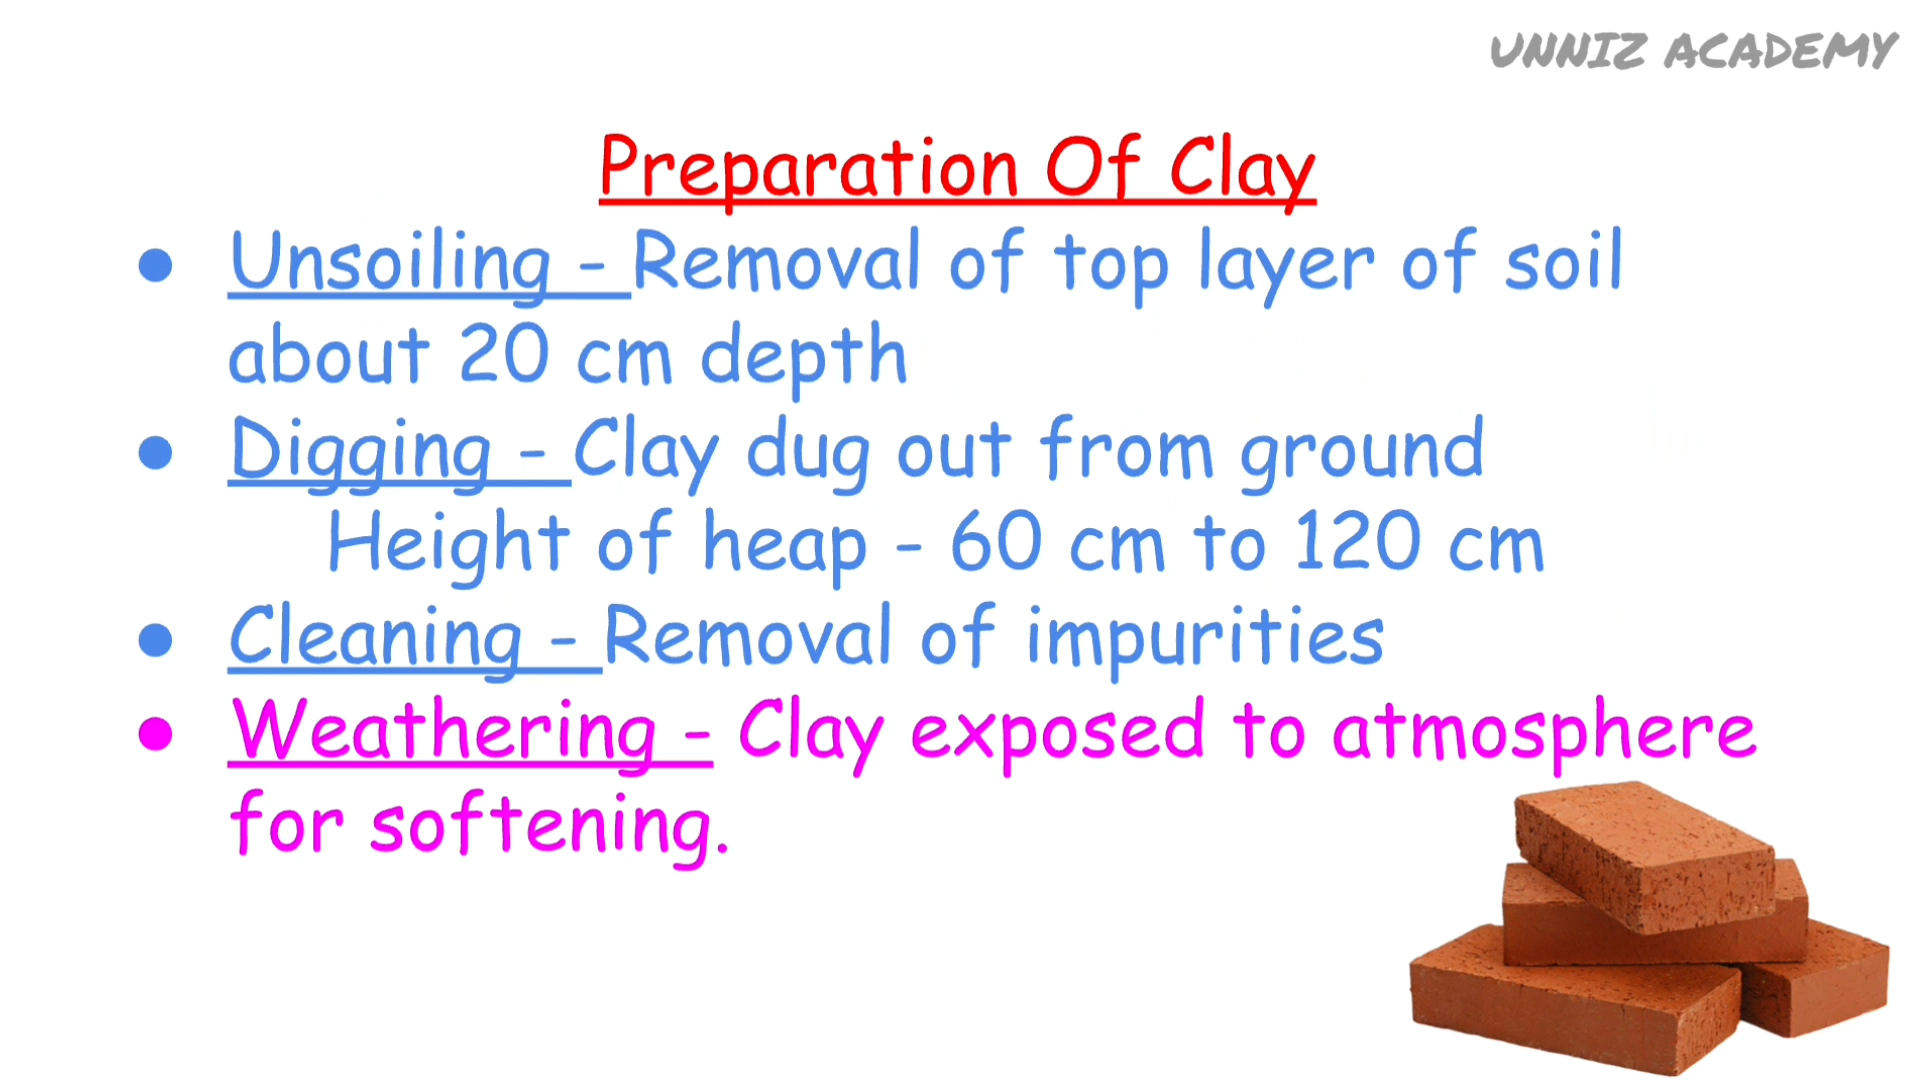 UNNIZ ACADEMY
Preparation Of Clay
● Unsoiling - Removal of top layer of soil
about 20 cm depth
● Digging - Clay dug out from ground
Height of heap - 60 cm to 120 cm
● Cleaning - Removal of impurities
● Weathering - Clay exposed to atmosphere
for softening.